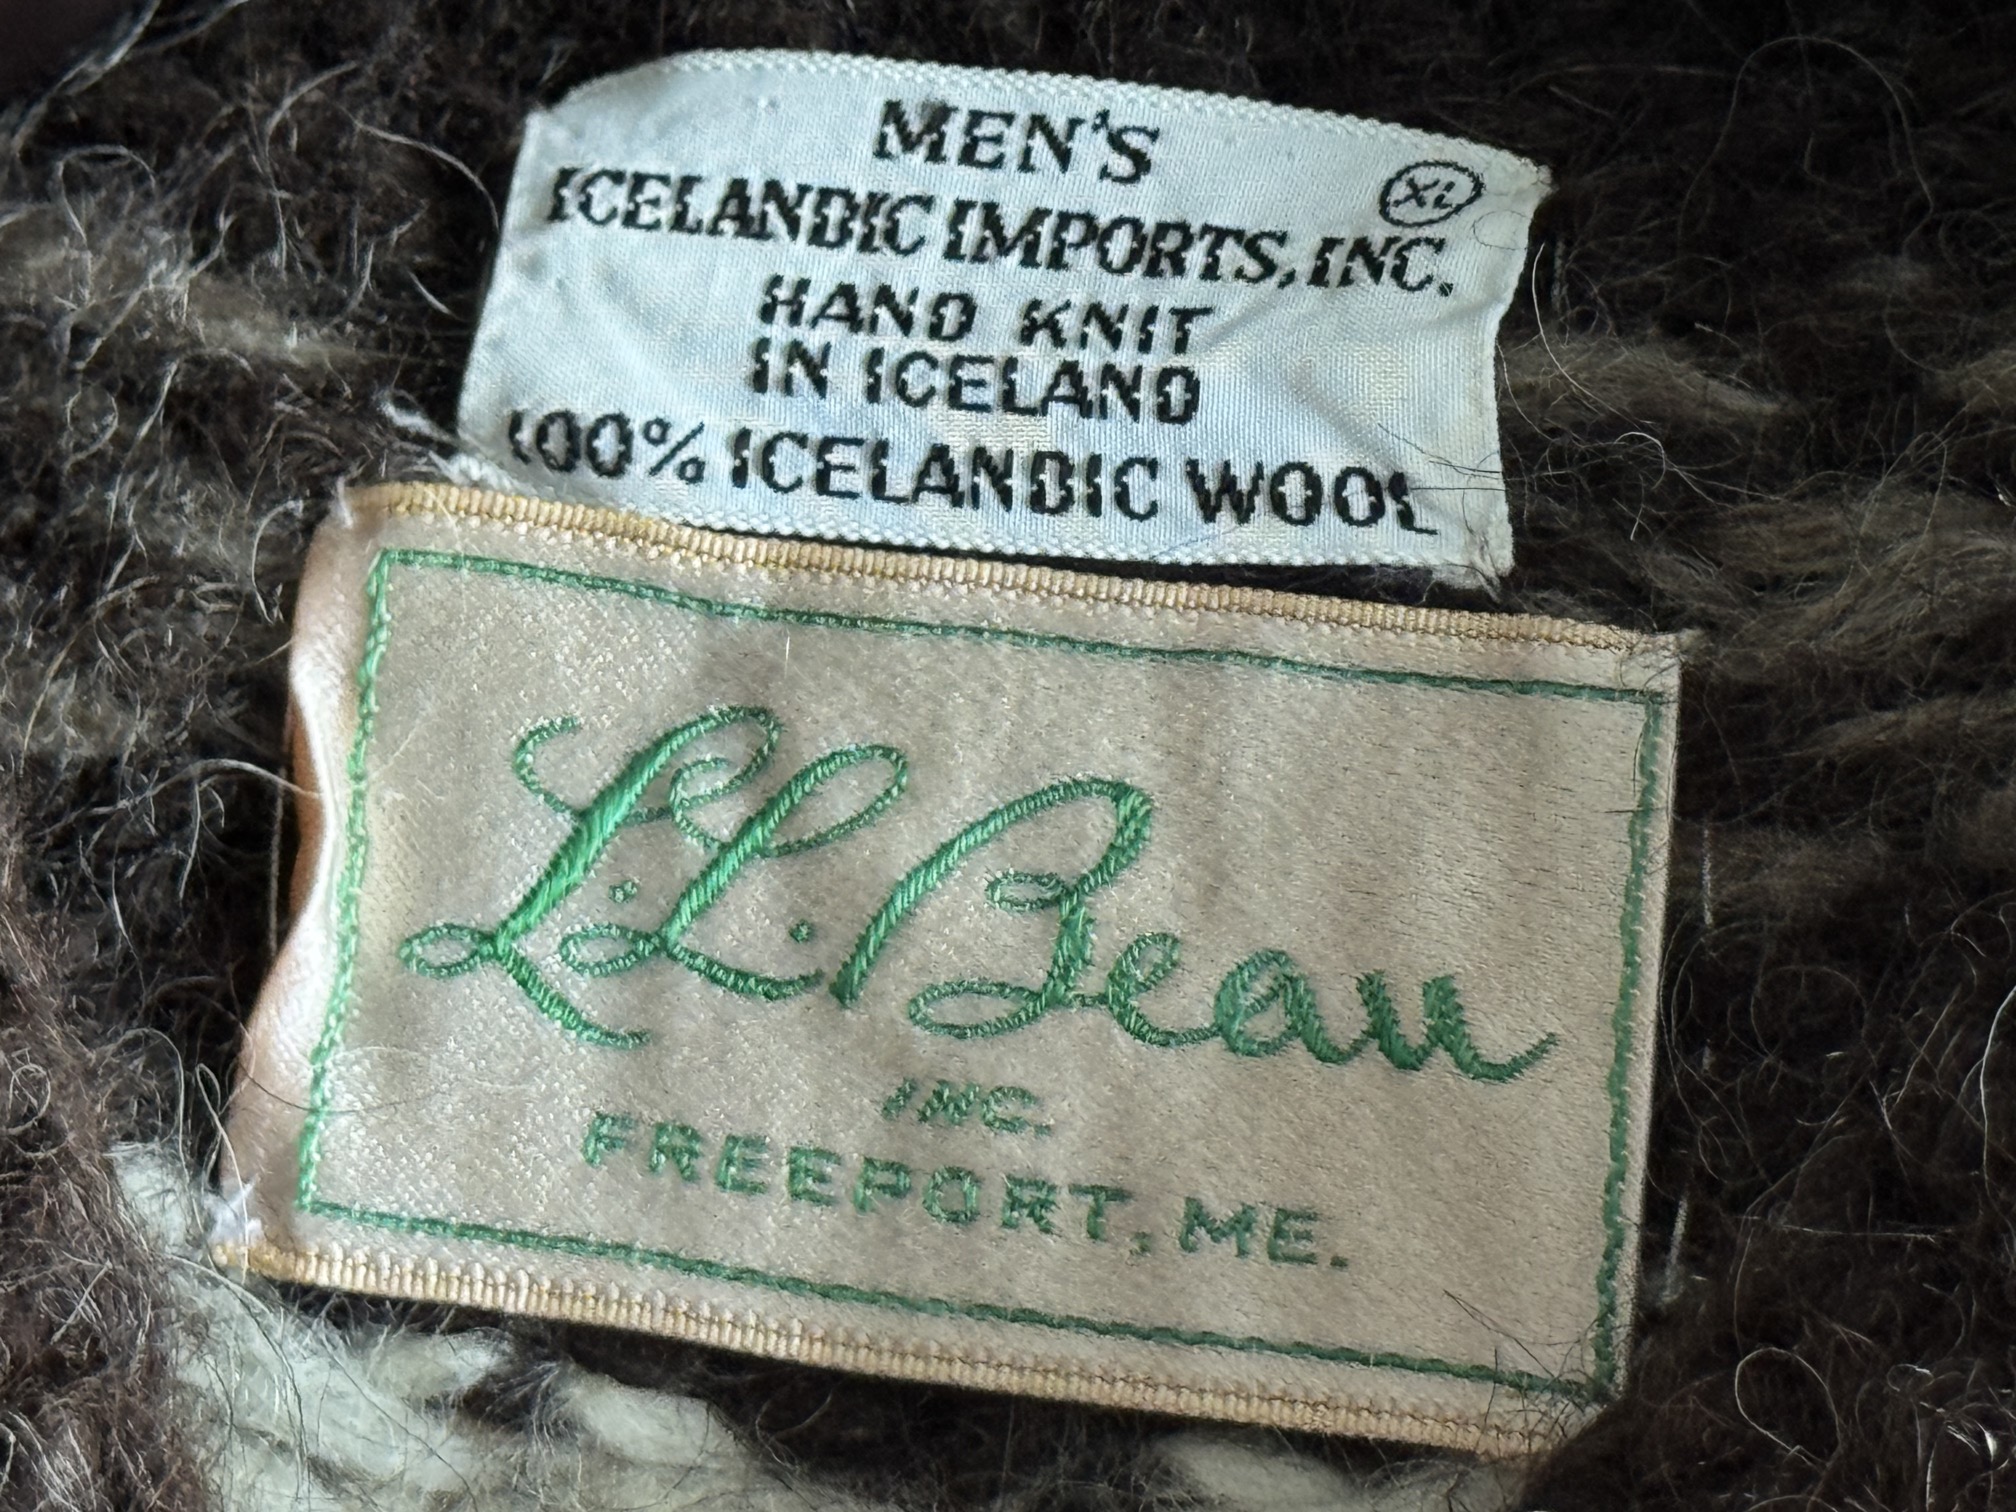 MEN'S
XL
ICELANDIC IMPORTS, INC.
HAND KNIT
IN ICELAND
100% ICELANDIC WOOL
L.L.Bean
INC.
FREEPORT, ME.